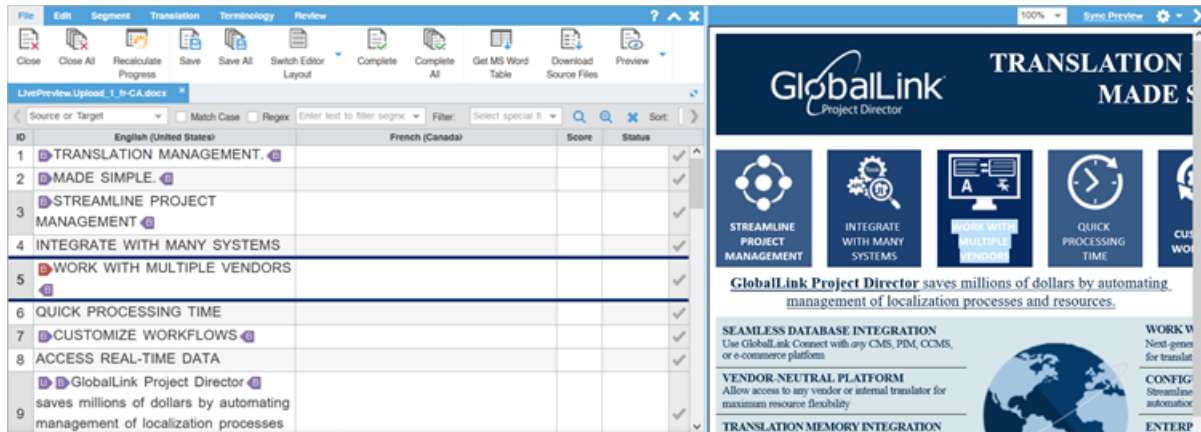 File Edit Segment Translation Terminology Review ?
Close
Close All
Recalculate
Progress
Save
Save All
Switch Editor
Layout
Complete
Complete
All
Get MS Word
Table
Download
Source Files
Preview
LivePreview.Upload_1_fr-CA.docx
Source or Target Match Case Regex Enter text to filter segme Filter: Select special fi Sort:
ID English (United States) French (Canada) Score Status
1 B TRANSLATION MANAGEMENT. B
2 B MADE SIMPLE. B
3 B STREAMLINE PROJECT
MANAGEMENT B
4 INTEGRATE WITH MANY SYSTEMS
5 B WORK WITH MULTIPLE VENDORS
B
6 QUICK PROCESSING TIME
7 B CUSTOMIZE WORKFLOWS B
8 ACCESS REAL-TIME DATA
9 U B GlobalLink Project Director B
saves millions of dollars by automating
management of localization processes
100% Sync Preview
GlobalLink
Project Director
TRANSLATION
MADE S
STREAMLINE
PROJECT
MANAGEMENT
INTEGRATE
WITH MANY
SYSTEMS
A
WORK WITH
MULTIPLE
VENDORS
QUICK
PROCESSING
TIME
CUS
WO
GlobalLink Project Director saves millions of dollars by automating
management of localization processes and resources.
SEAMLESS DATABASE INTEGRATION
Use GlobalLink Connect with any CMS, PIM, CCMS,
or e-commerce platform
VENDOR-NEUTRAL PLATFORM
Allow access to any vendor or internal translator for
maximum resource flexibility
TRANSLATION MEMORY INTEGRATION
WORK W
Next-gener
for translat
CONFIG
Streamline
automation
ENTERP